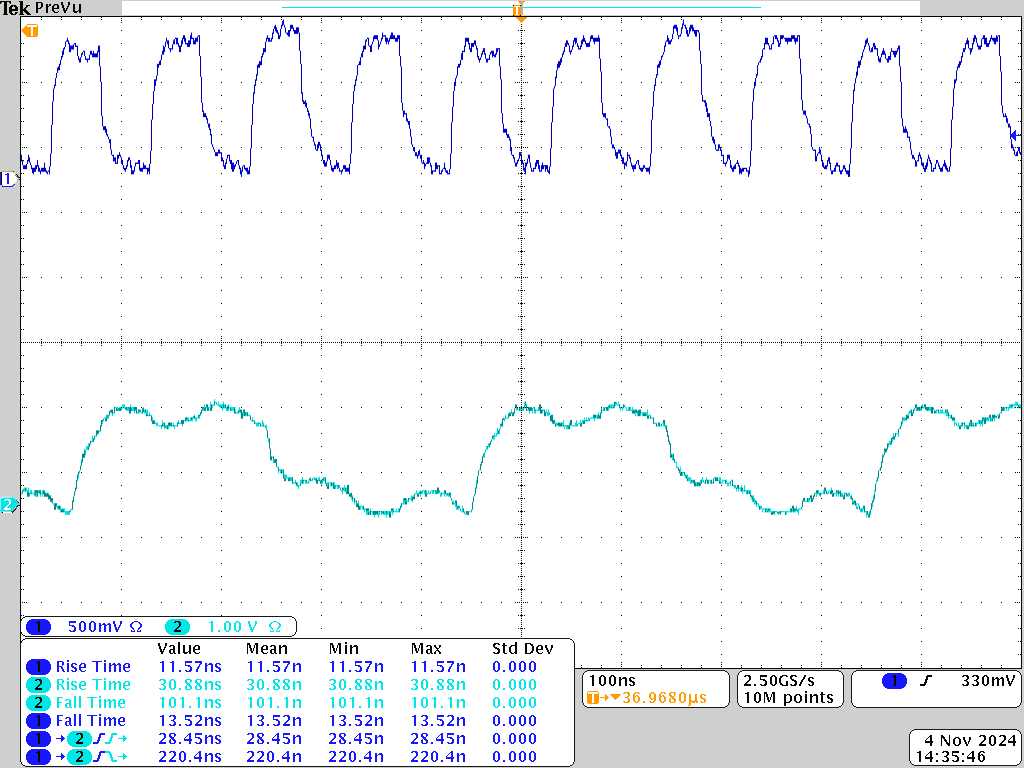 Tek PreVu
T
T
1
2
1 500mV Ω 2 1.00 V Ω
Value Mean Min Max Std Dev
1 Rise Time 11.57ns 11.57n 11.57n 11.57n 0.000
2 Rise Time 30.88ns 30.88n 30.88n 30.88n 0.000
2 Fall Time 101.1ns 101.1n 101.1n 101.1n 0.000
1 Fall Time 13.52ns 13.52n 13.52n 13.52n 0.000
1 → 2 28.45ns 28.45n 28.45n 28.45n 0.000
1 → 2 220.4ns 220.4n 220.4n 220.4n 0.000
100ns
T→▼36.9680µs
2.50GS/s
10M points
1 330mV
4 Nov 2024
14:35:46